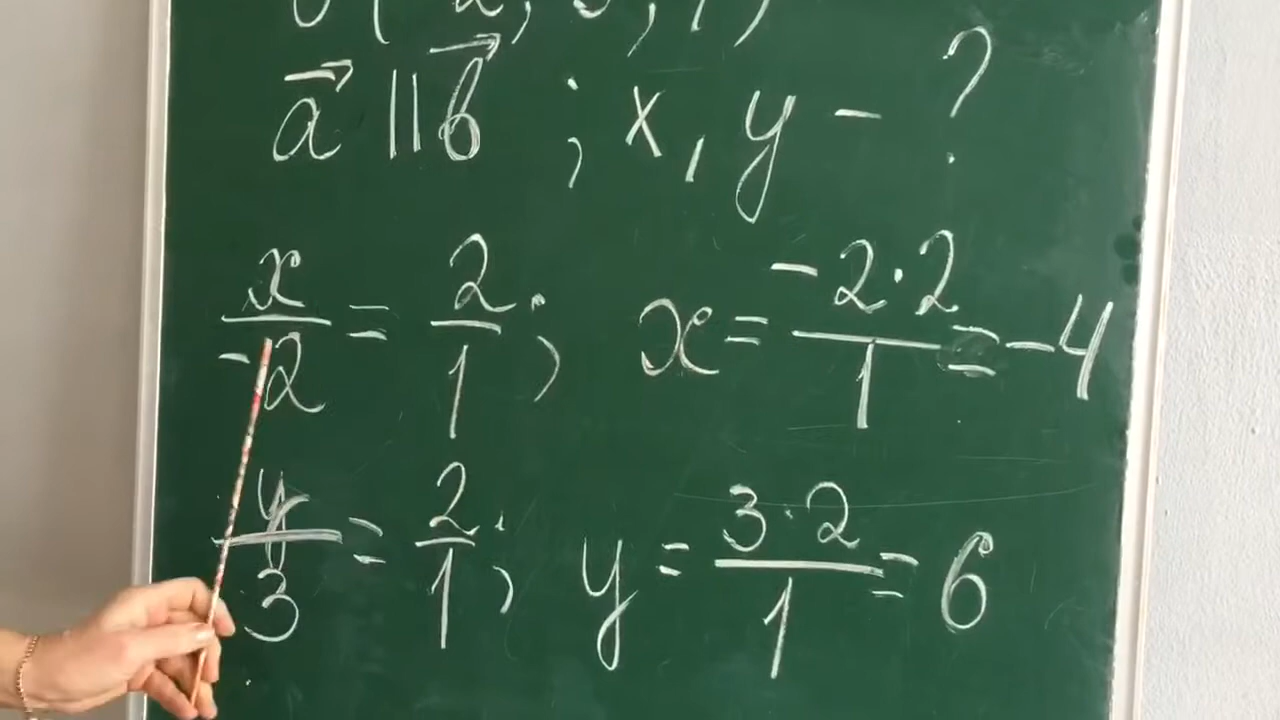 a⃗ || b⃗ ; x, y - ?
x/-2 = 2/1 ; x = -2·2/1 = -4
y/3 = 2/1 ; y = 3·2/1 = 6